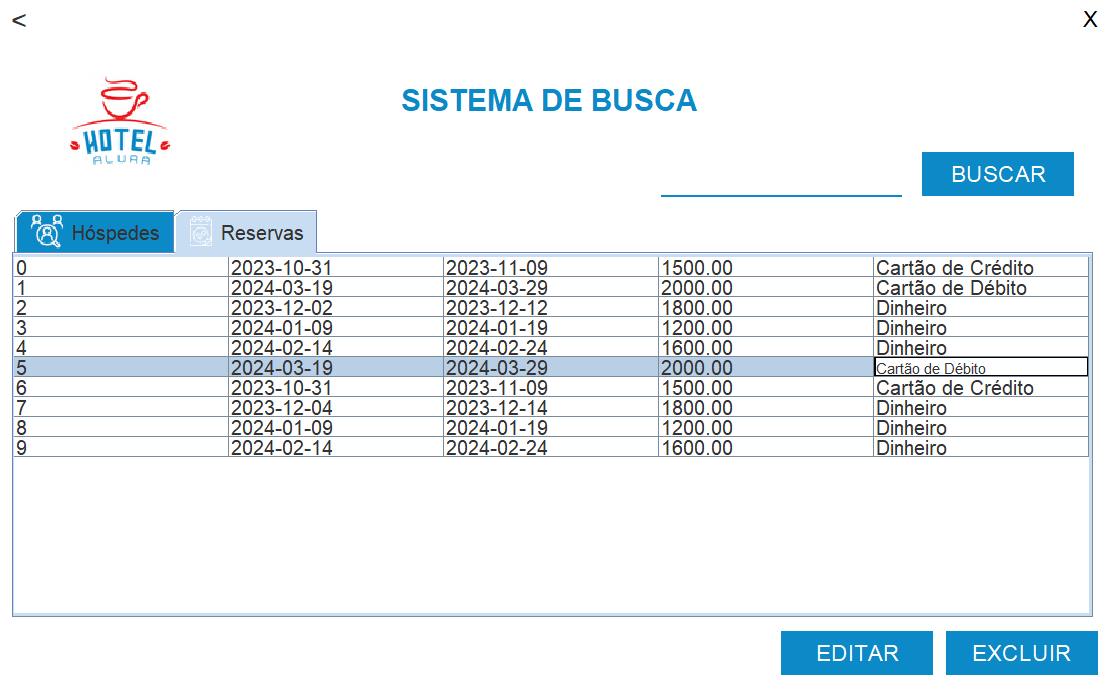 <
X
HOTEL
ALURA
SISTEMA DE BUSCA
BUSCAR
Hóspedes Reservas
0 2023-10-31 2023-11-09 1500.00 Cartão de Crédito
1 2024-03-19 2024-03-29 2000.00 Cartão de Débito
2 2023-12-02 2023-12-12 1800.00 Dinheiro
3 2024-01-09 2024-01-19 1200.00 Dinheiro
4 2024-02-14 2024-02-24 1600.00 Dinheiro
5 2024-03-19 2024-03-29 2000.00 Cartão de Débito
6 2023-10-31 2023-11-09 1500.00 Cartão de Crédito
7 2023-12-04 2023-12-14 1800.00 Dinheiro
8 2024-01-09 2024-01-19 1200.00 Dinheiro
9 2024-02-14 2024-02-24 1600.00 Dinheiro
EDITAR EXCLUIR